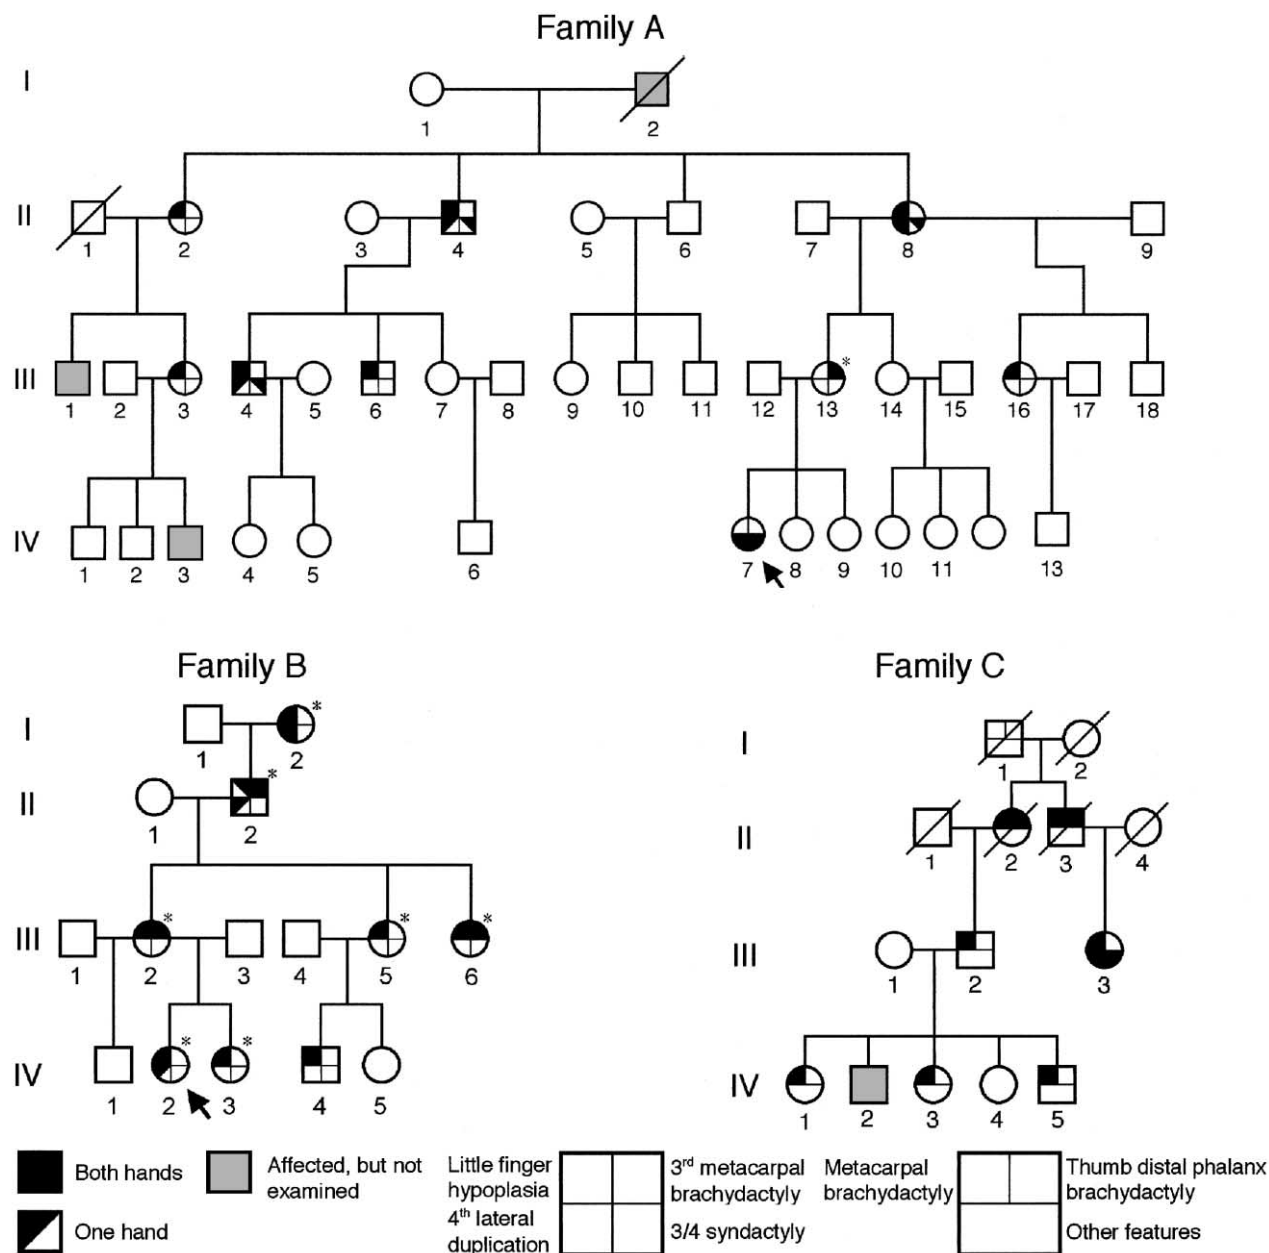 Family A
I
1 2
II
1 2 3 4 5 6 7 8 9
III
1 2 3 4 5 6 7 8 9 10 11 12 13 * 14 15 16 17 18
IV
1 2 3 4 5 6 7 8 9 10 11 13
Family B
I
1 2 *
II
1 2 *
III
1 2 * 3 4 5 * 6 *
IV
1 2 * 3 * 4 5
Family C
I
1 2
II
1 2 3 4
III
1 2 3
IV
1 2 3 4 5
Both hands
One hand
Affected, but not
examined
Little finger
hypoplasia
4th lateral
duplication
3rd metacarpal
brachydactyly
3/4 syndactyly
Metacarpal
brachydactyly
Thumb distal phalanx
brachydactyly
Other features